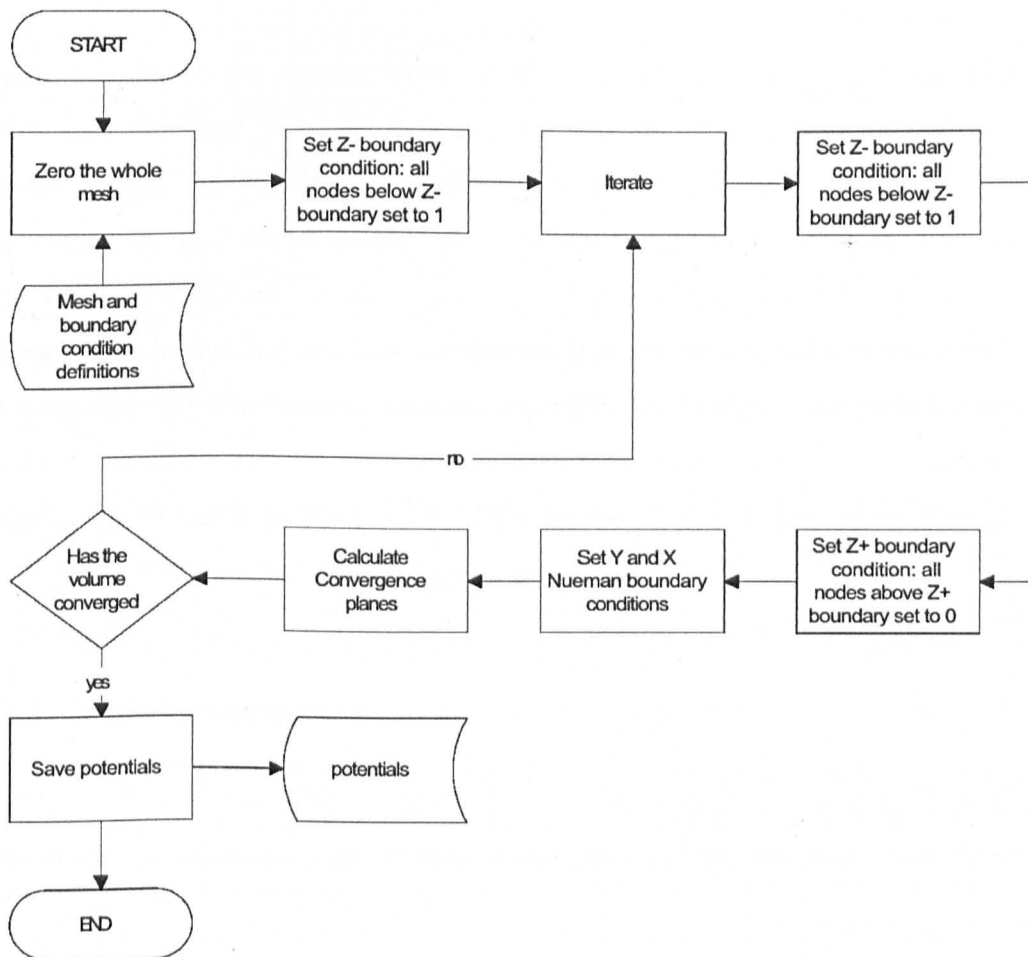 START
Zero the whole
mesh
Set Z- boundary
condition: all
nodes below Z-
boundary set to 1
Iterate
Set Z- boundary
condition: all
nodes below Z-
boundary set to 1
Mesh and
boundary
condition
definitions
no
Has the
volume
converged
Calculate
Convergence
planes
Set Y and X
Nueman boundary
conditions
Set Z+ boundary
condition: all
nodes above Z+
boundary set to 0
yes
Save potentials
potentials
END